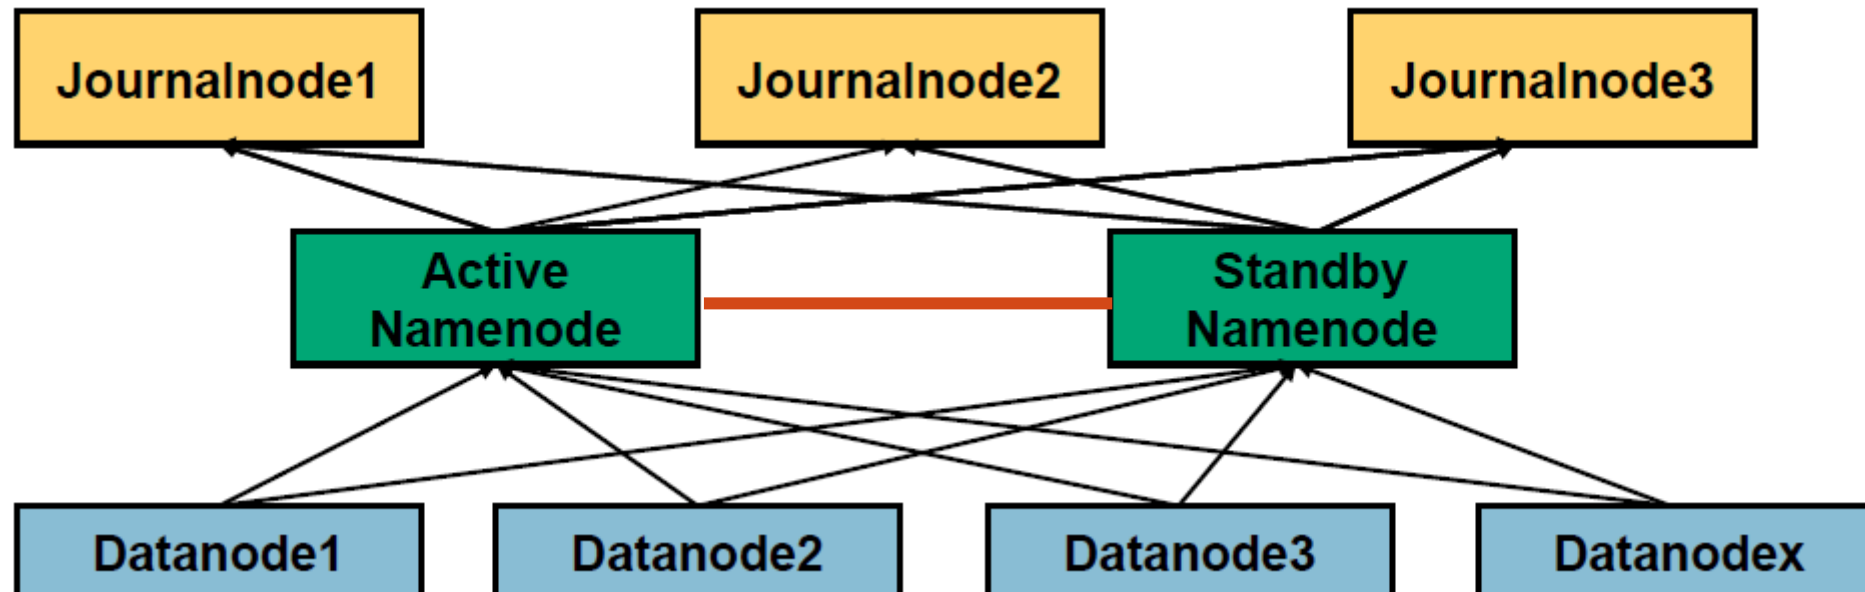 Journalnode1
Journalnode2
Journalnode3
Active
Namenode
Standby
Namenode
Datanode1
Datanode2
Datanode3
Datanodex